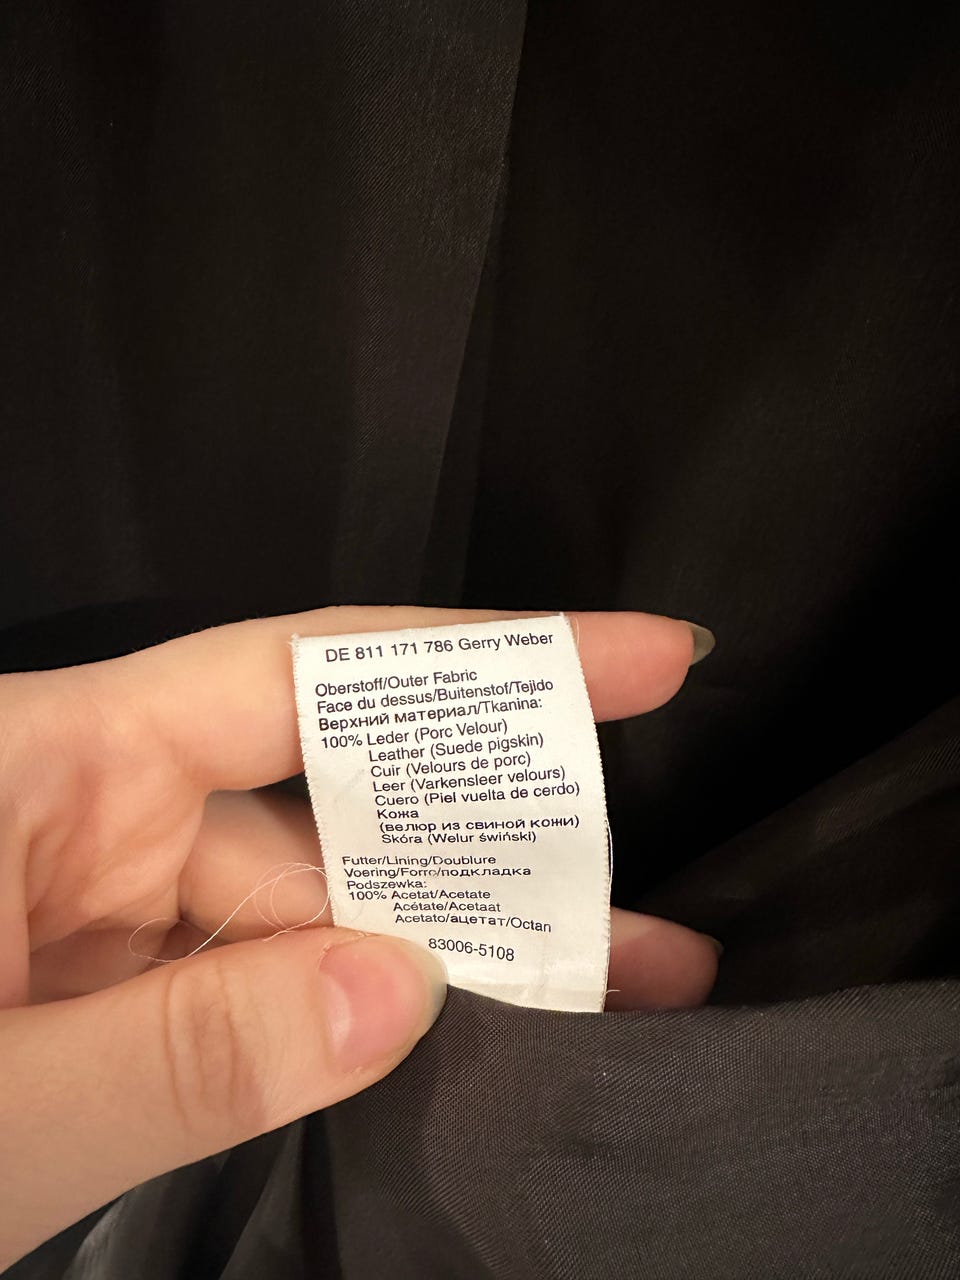 DE 811 171 786 Gerry Weber
Oberstoff/Outer Fabric
Face du dessus/Buitenstof/Tejido
Верхний материал/Tkanina:
100% Leder (Porc Velour)
Leather (Suede pigskin)
Cuir (Velours de porc)
Leer (Varkensleer velours)
Cuero (Piel vuelta de cerdo)
Кожа
(велюр из свиной кожи)
Skóra (Welur świński)
Futter/Lining/Doublure
Voering/Forro/подкладка
Podszewka:
100% Acetat/Acetate
Acétate/Acetaat
Acetato/ацетат/Octan
83006-5108